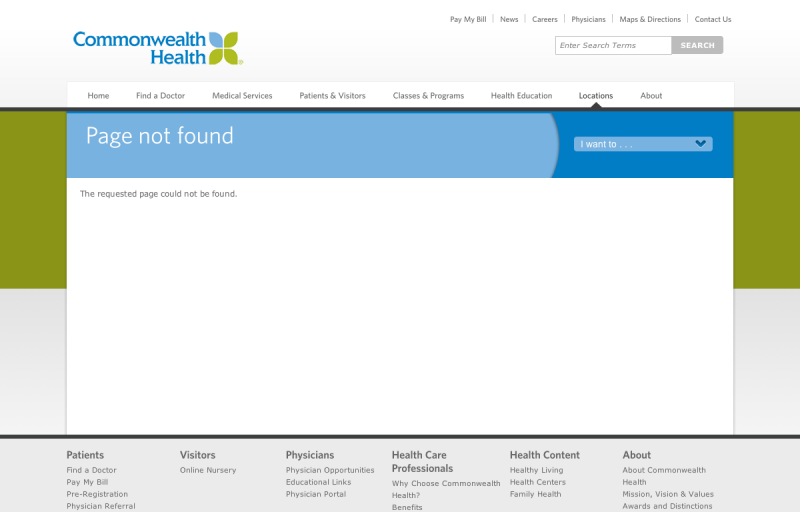 Pay My Bill
News
Careers
Physicians
Maps & Directions
Contact Us
Commonwealth
Health
Enter Search Terms
SEARCH
Home
Find a Doctor
Medical Services
Patients & Visitors
Classes & Programs
Health Education
Locations
About
Page not found
I want to . . .
The requested page could not be found.
Patients
Find a Doctor
Pay My Bill
Pre-Registration
Physician Referral
Visitors
Online Nursery
Physicians
Physician Opportunities
Educational Links
Physician Portal
Health Care
Professionals
Why Choose Commonwealth
Health?
Benefits
Health Content
Healthy Living
Health Centers
Family Health
About
About Commonwealth
Health
Mission, Vision & Values
Awards and Distinctions